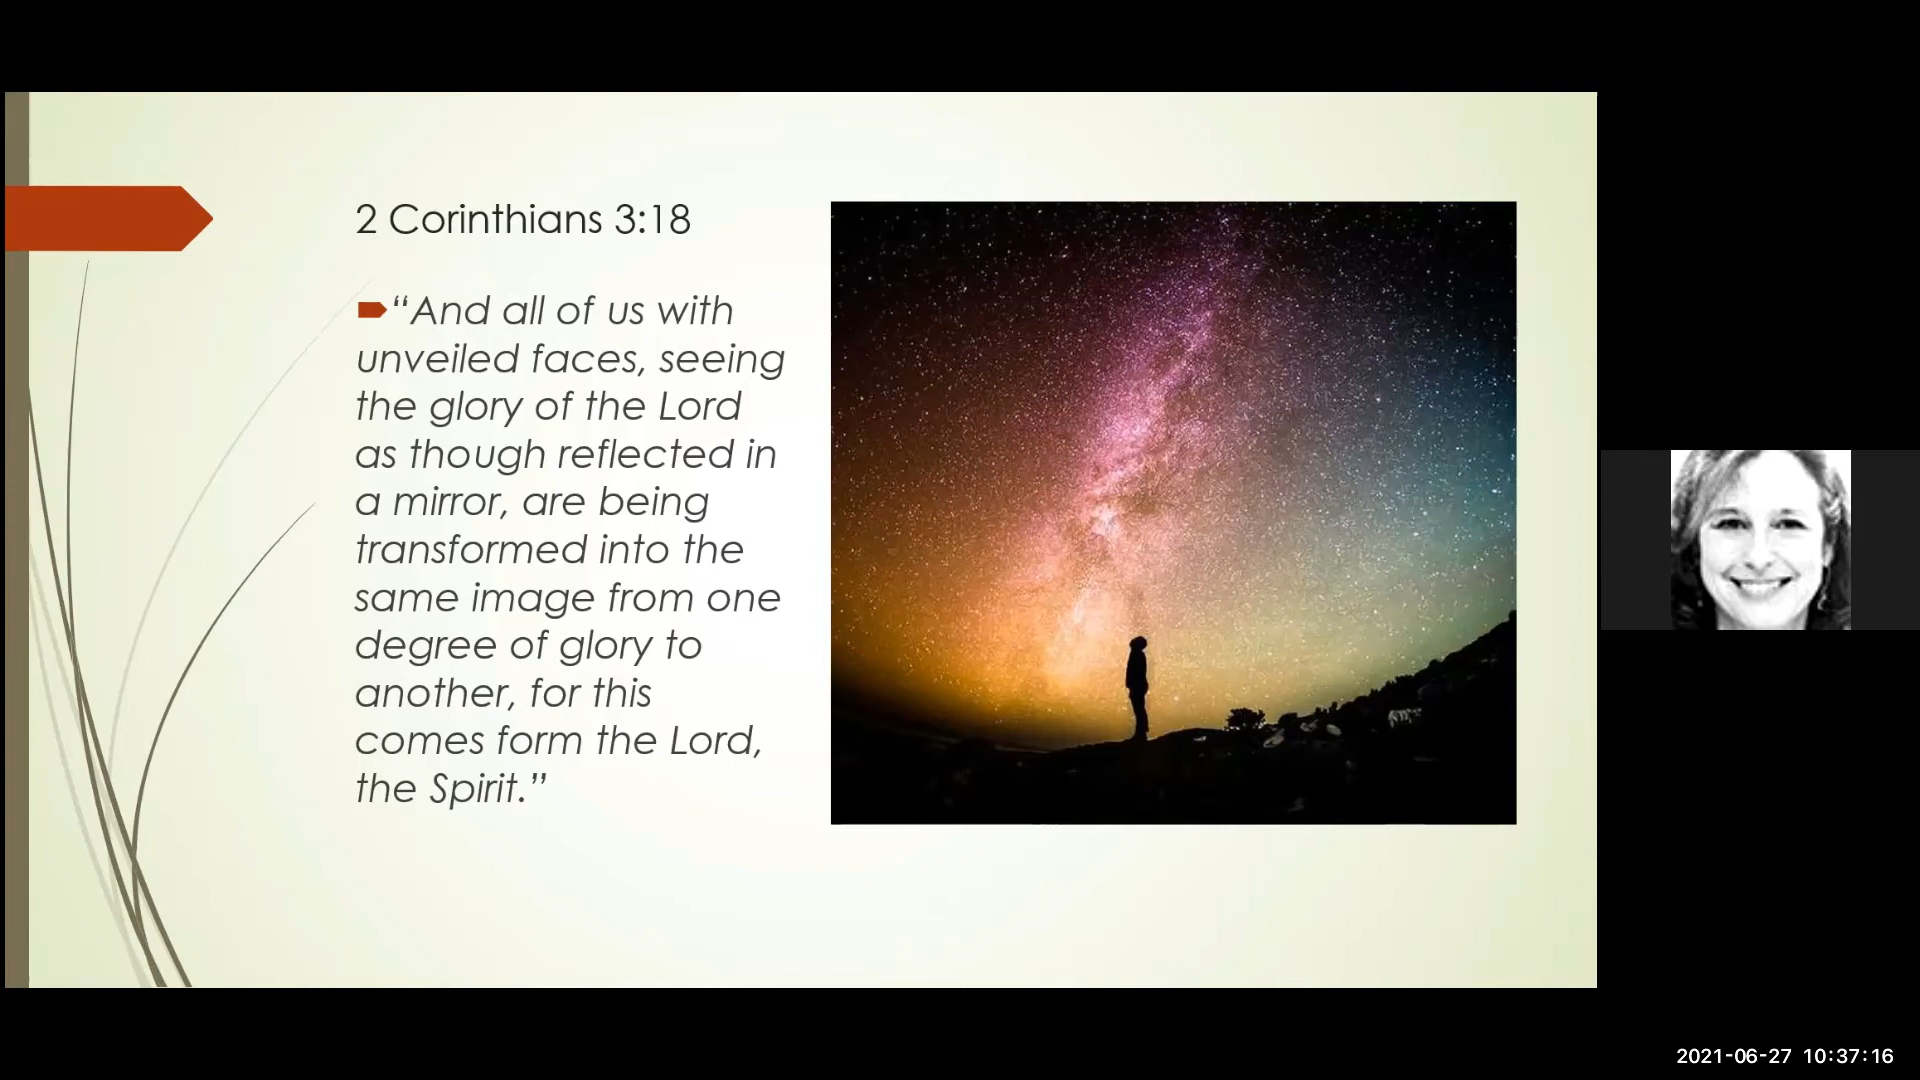 2 Corinthians 3:18
“And all of us with
unveiled faces, seeing
the glory of the Lord
as though reflected in
a mirror, are being
transformed into the
same image from one
degree of glory to
another, for this
comes form the Lord,
the Spirit.”
2021-06-27 10:37:16